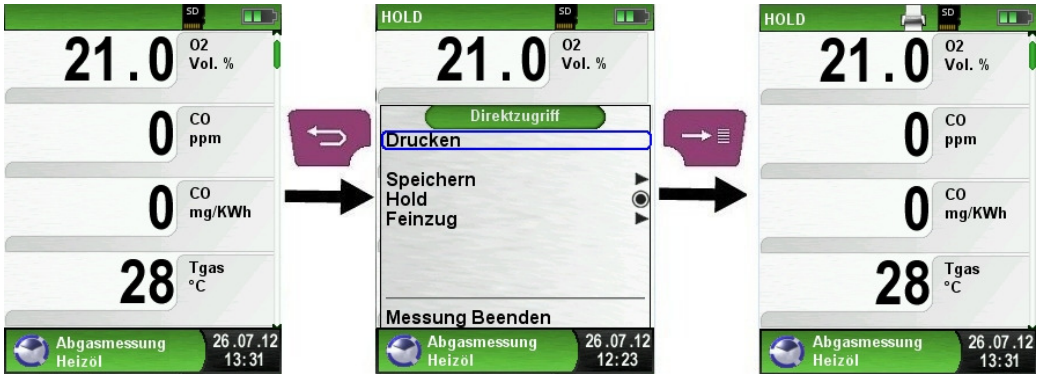 SD
21.0 O2
Vol. %
0 CO
ppm
0 CO
mg/KWh
28 Tgas
°C
Abgasmessung 26.07.12
Heizöl 13:31
HOLD SD
21.0 O2
Vol. %
Direktzugriff
Drucken
Speichern
Hold
Feinzug
Messung Beenden
Abgasmessung 26.07.12
Heizöl 12:23
HOLD SD
21.0 O2
Vol. %
0 CO
ppm
0 CO
mg/KWh
28 Tgas
°C
Abgasmessung 26.07.12
Heizöl 13:31